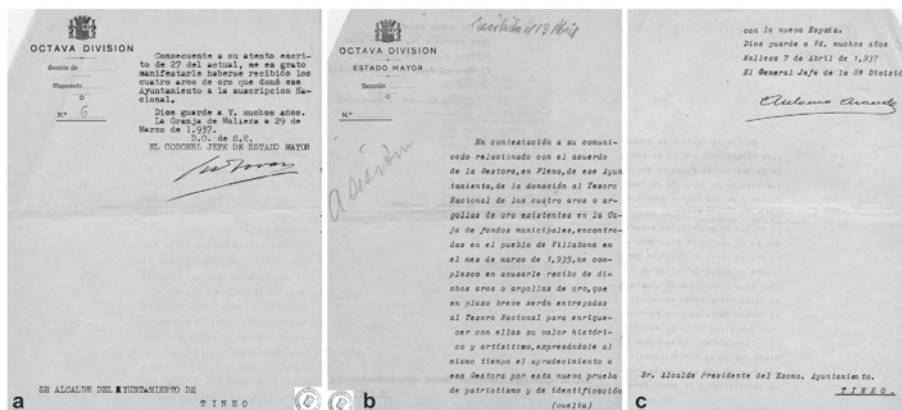 OCTAVA DIVISION
Sección de
Negociado
N.º 6
Consecuente a su atento escri-
to de 27 del actual, me es grato
manifestarle haberse recibido los
cuatro aros de oro que donó ese
Ayuntamiento a la suscripcion Na-
cional.
Dios guarde a V. muchos años.
La Granja de Malleza a 29 de
Marzo de 1.937.
D.O. de S.E.
EL CORONEL JEFE DE ESTADO MAYOR
SR ALCALDE DEL AYUNTAMIENTO DE
TINEO
a
recibida el 19 Abril
OCTAVA DIVISION
ESTADO MAYOR
Sección
N.º
A sesión
En contestación a su comuni-
cado relacionado con el acuerdo
de la Gestora, en Pleno, de ese Ayun
tamiento, de la donación al Tesoro
Nacional de los cuatro aros o ar-
gollas de oro existentes en la Ca-
ja de fondos municipales, encontra-
das en el pueblo de Villabona en
el mes de marzo de 1,935, me com-
plazco en acusarle recibo de di-
chos aros o argollas de oro, que
en plazo breve serán entregadas
al Tesoro Nacional para enrique-
cer con ellas su valor históri-
co y artísitimo, expresándole al
mismo tiempo el agradecimiento a
esa Gestora por esta nueva prueba
de patriotismo y de identificación
(vuelta)
b
con la nueva España.
Dios guarde a Vd. muchos años
Malleza 7 de Abril de 1,937
El General Jefe de la 8ª Divisió
Antonio Aranda
Sr. Alcalde Presidente del Excmo. Ayuntamiento.
TINEO.
c